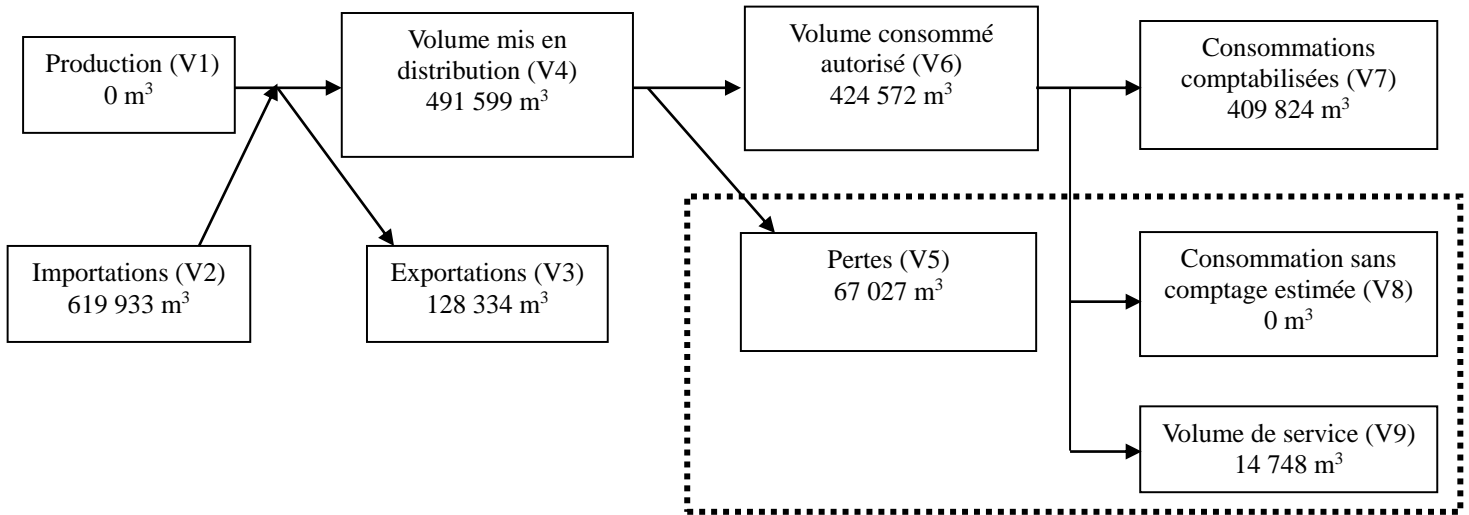 Production (V1)
0 m³
Volume mis en
distribution (V4)
491 599 m³
Volume consommé
autorisé (V6)
424 572 m³
Consommations
comptabilisées (V7)
409 824 m³
Importations (V2)
619 933 m³
Exportations (V3)
128 334 m³
Pertes (V5)
67 027 m³
Consommation sans
comptage estimée (V8)
0 m³
Volume de service (V9)
14 748 m³